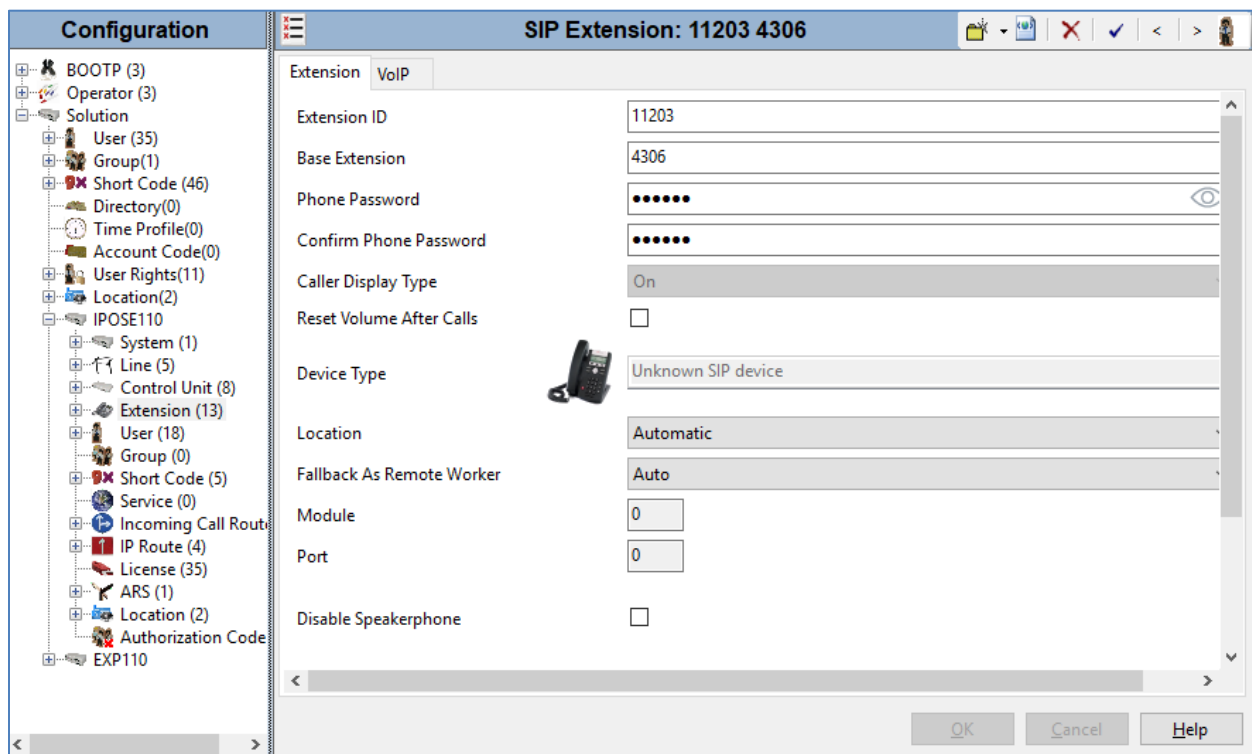 Configuration
BOOTP (3)
Operator (3)
Solution
User (35)
Group(1)
Short Code (46)
Directory(0)
Time Profile(0)
Account Code(0)
User Rights(11)
Location(2)
IPOSE110
System (1)
Line (5)
Control Unit (8)
Extension (13)
User (18)
Group (0)
Short Code (5)
Service (0)
Incoming Call Route
IP Route (4)
License (35)
ARS (1)
Location (2)
Authorization Code
EXP110
SIP Extension: 11203 4306
Extension VoIP
Extension ID 11203
Base Extension 4306
Phone Password ●●●●●●
Confirm Phone Password ●●●●●●
Caller Display Type On
Reset Volume After Calls
Device Type Unknown SIP device
Location Automatic
Fallback As Remote Worker Auto
Module 0
Port 0
Disable Speakerphone
OK Cancel Help